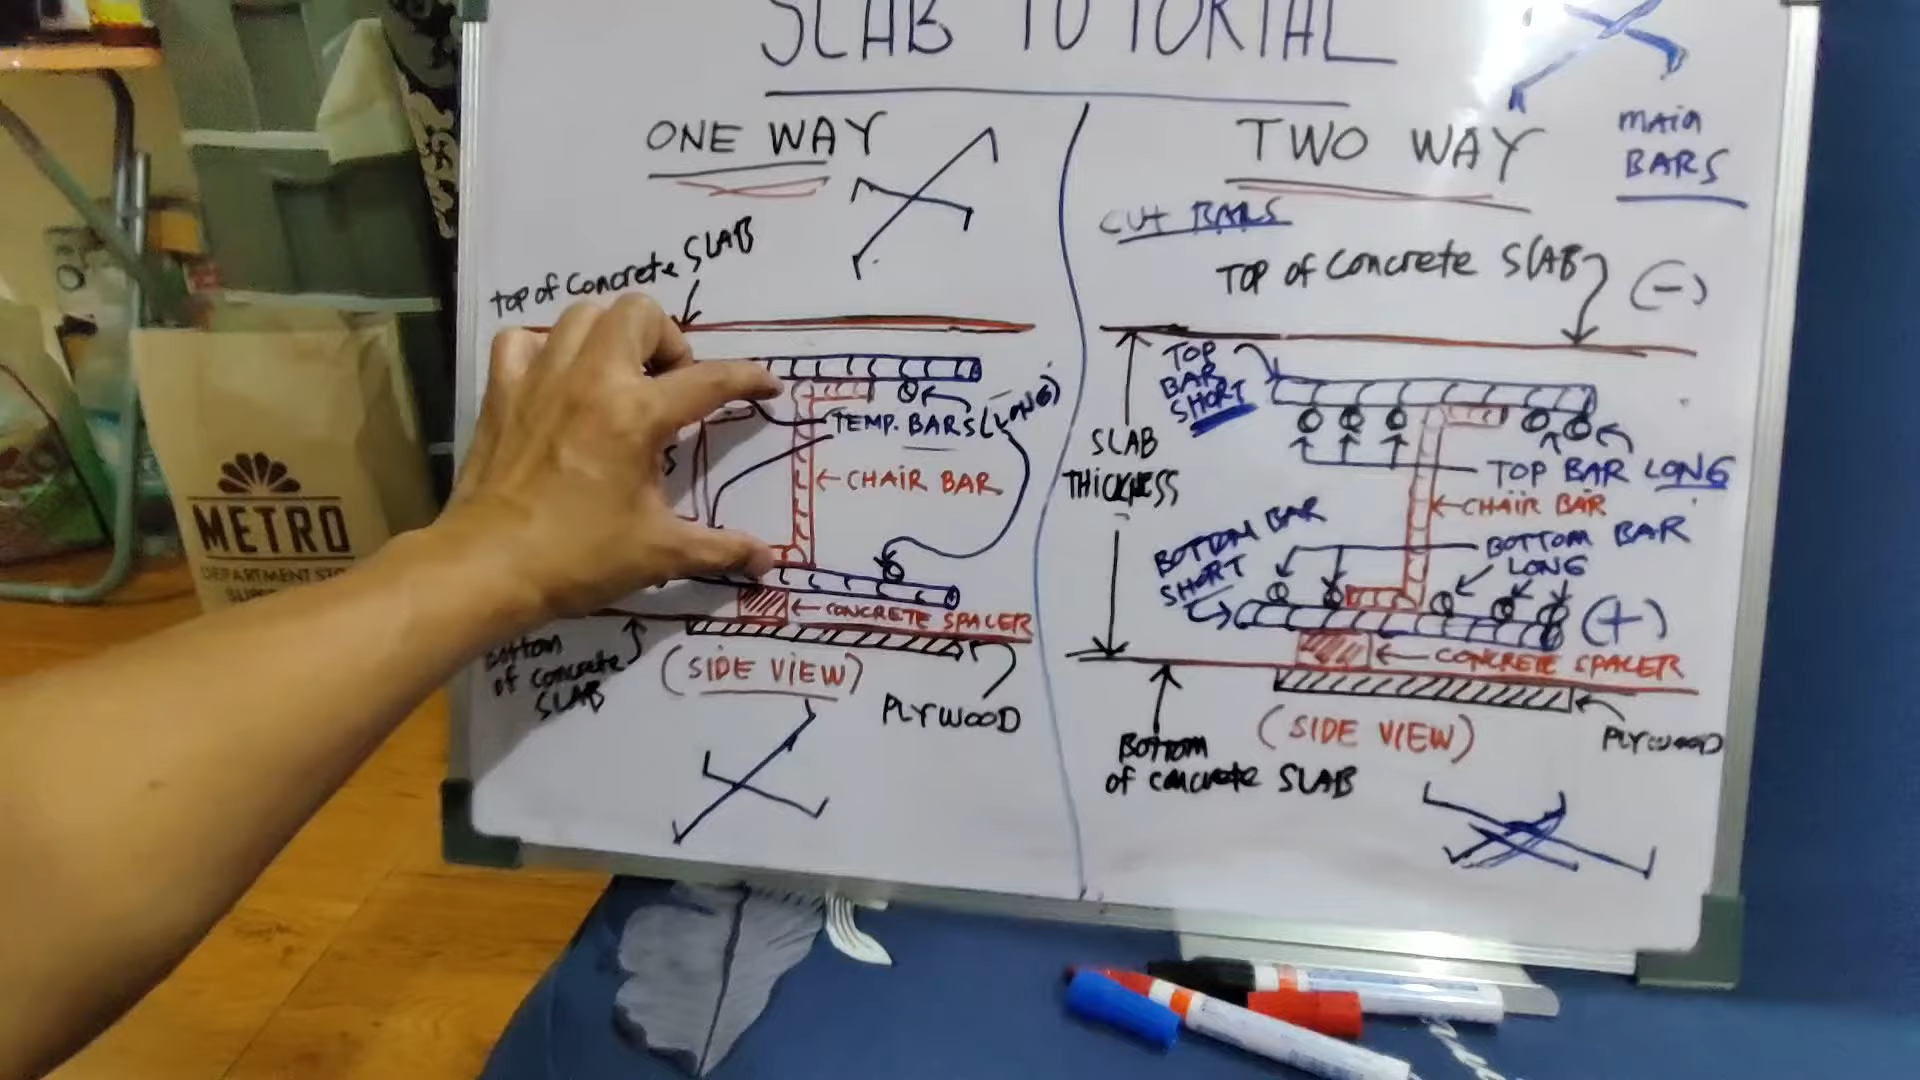 SLAB TUTORIAL
ONE WAY
TOP of Concrete SLAB
TEMP. BARS (LONG)
CHAIR BAR
CONCRETE SPACER
Bottom
of concrete
SLAB
(SIDE VIEW)
PLYWOOD
TWO WAY
MAIN
BARS
CUT BARS
TOP of Concrete SLAB
(-)
TOP
BAR
SHORT
SLAB
THICKNESS
TOP BAR LONG
CHAIR BAR
BOTTOM BAR
SHORT
BOTTOM BAR
LONG
(+)
CONCRETE SPACER
(SIDE VIEW)
PLYWOOD
Bottom
of concrete SLAB
METRO
DEPARTMENT STO